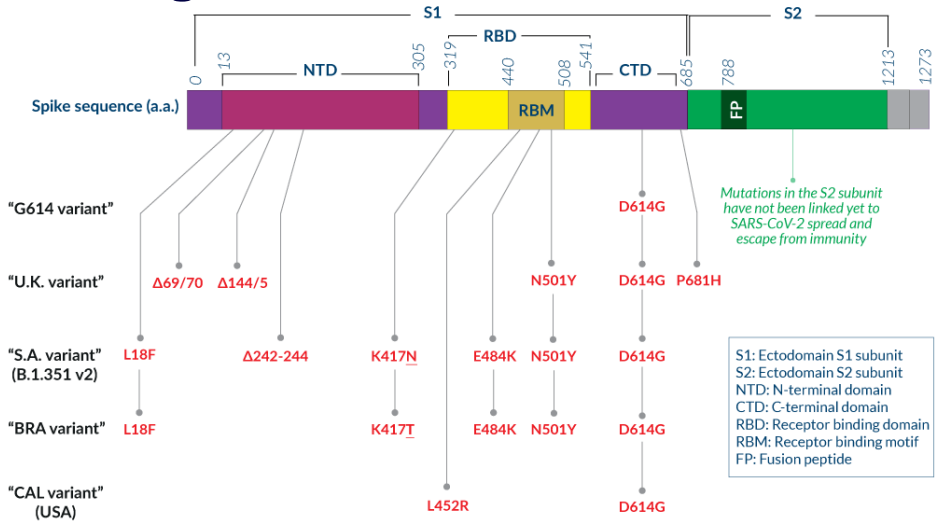 S1
S2
RBD
0
13
305
319
440
508
541
685
788
1213
1273
NTD
CTD
Spike sequence (a.a.)
RBM
FP
"G614 variant"
D614G
Mutations in the S2 subunit
have not been linked yet to
SARS-CoV-2 spread and
escape from immunity
"U.K. variant"
Δ69/70
Δ144/5
N501Y
D614G
P681H
"S.A. variant"
(B.1.351 v2)
L18F
Δ242-244
K417N
E484K
N501Y
D614G
"BRA variant"
L18F
K417T
E484K
N501Y
D614G
"CAL variant"
(USA)
L452R
D614G
S1: Ectodomain S1 subunit
S2: Ectodomain S2 subunit
NTD: N-terminal domain
CTD: C-terminal domain
RBD: Receptor binding domain
RBM: Receptor binding motif
FP: Fusion peptide